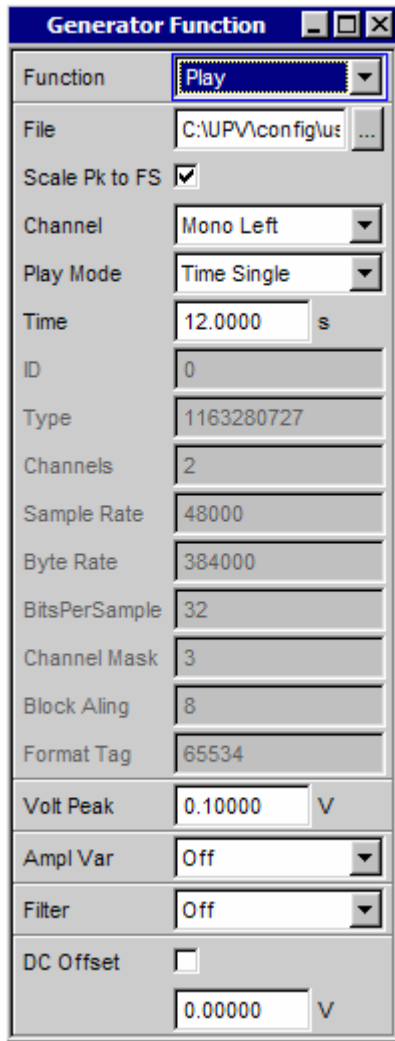 Generator Function
Function Play
File C:\UPV\config\us ...
Scale Pk to FS
Channel Mono Left
Play Mode Time Single
Time 12.0000 s
ID 0
Type 1163280727
Channels 2
Sample Rate 48000
Byte Rate 384000
BitsPerSample 32
Channel Mask 3
Block Aling 8
Format Tag 65534
Volt Peak 0.10000 V
Ampl Var Off
Filter Off
DC Offset
0.00000 V